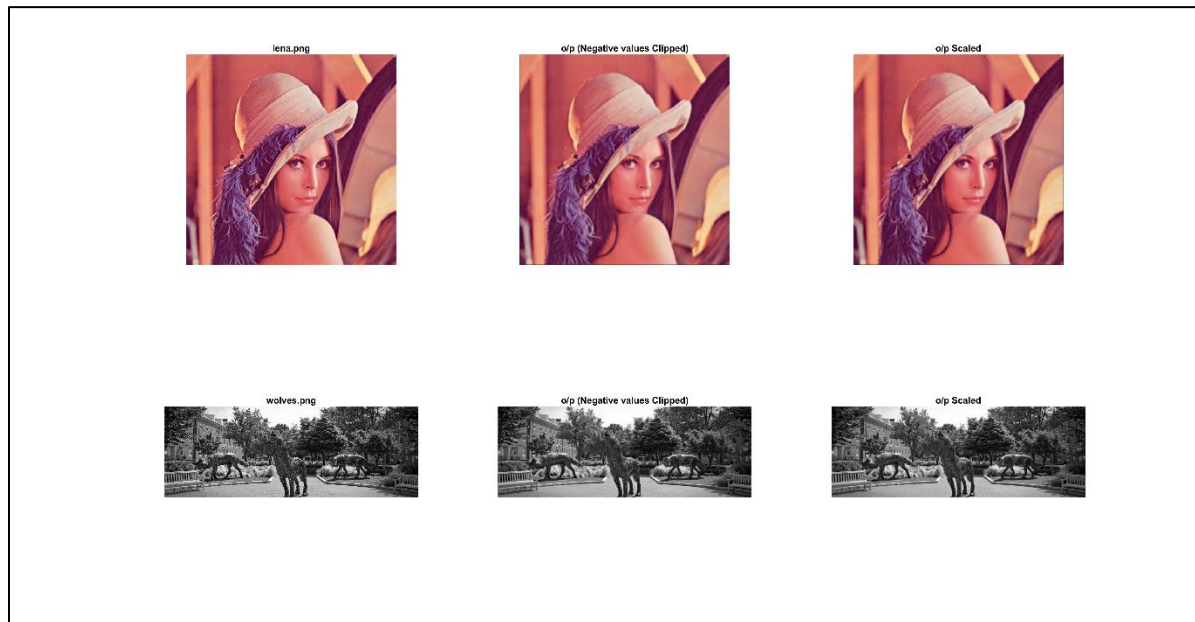 lena.png
o/p (Negative values Clipped)
o/p Scaled
wolves.png
o/p (Negative values Clipped)
o/p Scaled